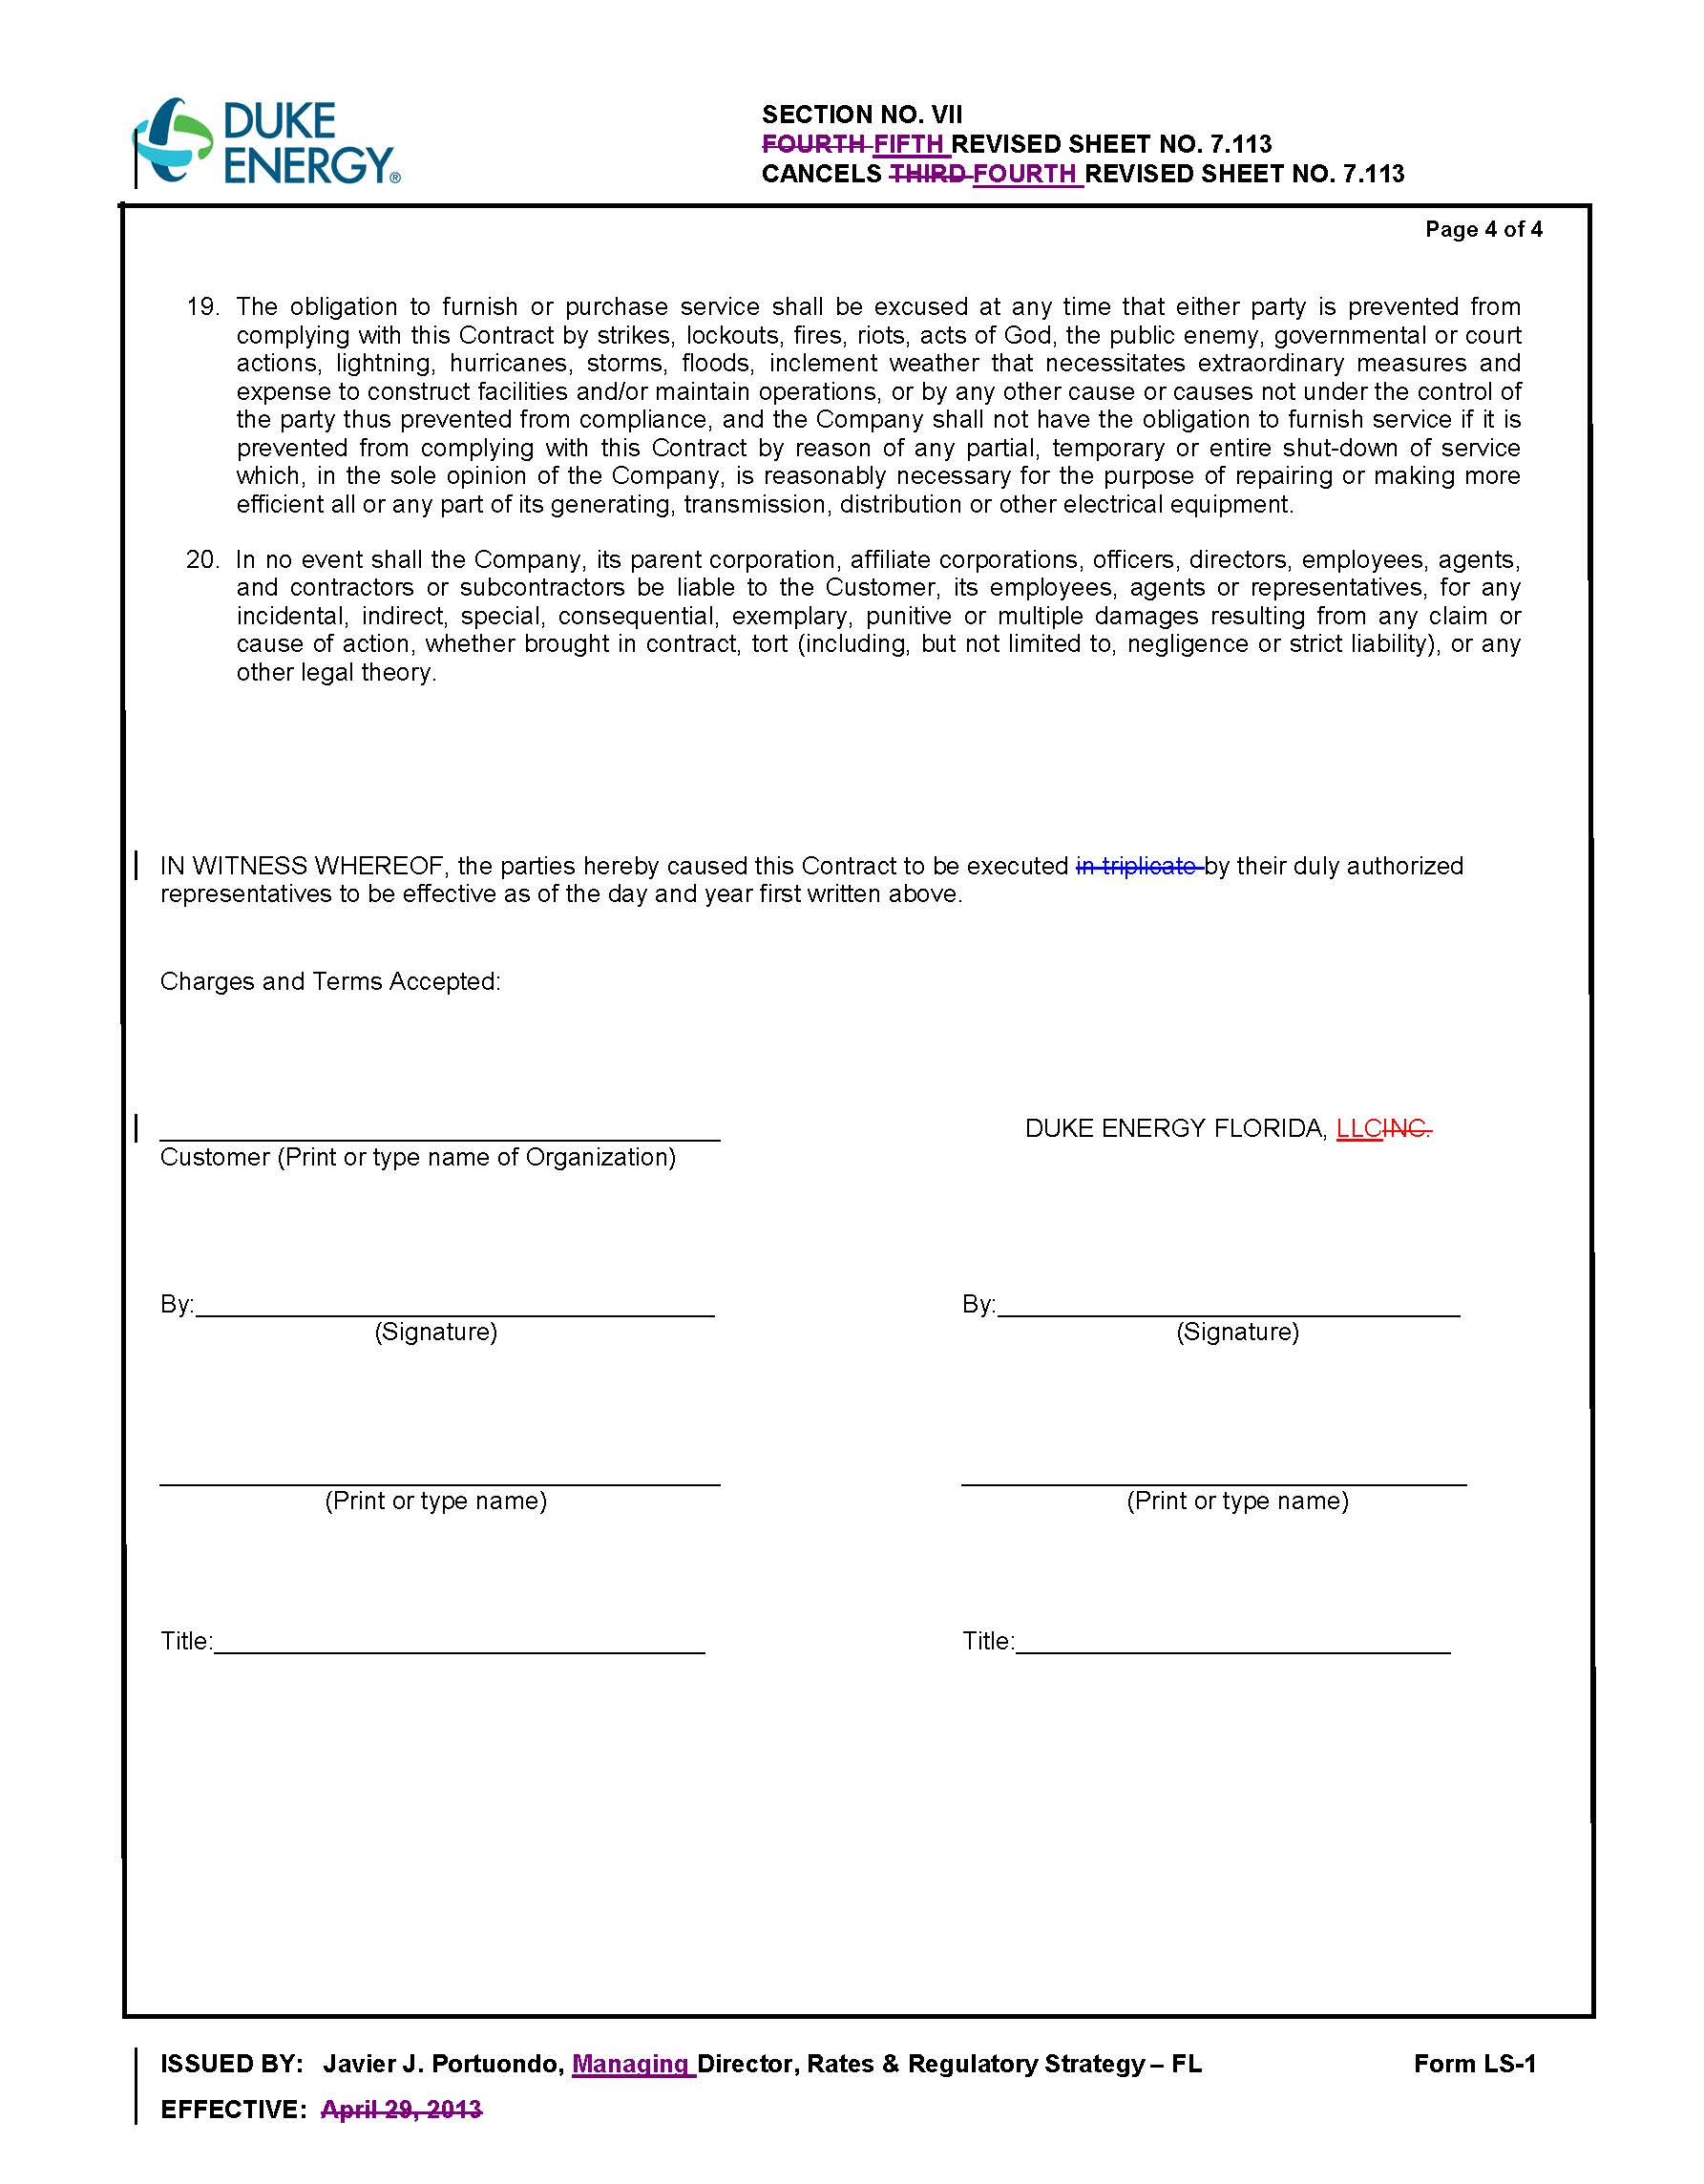 DUKE
ENERGY®
SECTION NO. VII
FOURTH FIFTH REVISED SHEET NO. 7.113
CANCELS THIRD FOURTH REVISED SHEET NO. 7.113
Page 4 of 4
19. The obligation to furnish or purchase service shall be excused at any time that either party is prevented from
complying with this Contract by strikes, lockouts, fires, riots, acts of God, the public enemy, governmental or court
actions, lightning, hurricanes, storms, floods, inclement weather that necessitates extraordinary measures and
expense to construct facilities and/or maintain operations, or by any other cause or causes not under the control of
the party thus prevented from compliance, and the Company shall not have the obligation to furnish service if it is
prevented from complying with this Contract by reason of any partial, temporary or entire shut-down of service
which, in the sole opinion of the Company, is reasonably necessary for the purpose of repairing or making more
efficient all or any part of its generating, transmission, distribution or other electrical equipment.
20. In no event shall the Company, its parent corporation, affiliate corporations, officers, directors, employees, agents,
and contractors or subcontractors be liable to the Customer, its employees, agents or representatives, for any
incidental, indirect, special, consequential, exemplary, punitive or multiple damages resulting from any claim or
cause of action, whether brought in contract, tort (including, but not limited to, negligence or strict liability), or any
other legal theory.
IN WITNESS WHEREOF, the parties hereby caused this Contract to be executed in triplicate by their duly authorized
representatives to be effective as of the day and year first written above.
Charges and Terms Accepted:
DUKE ENERGY FLORIDA, LLCINC.
Customer (Print or type name of Organization)
By: By:
(Signature) (Signature)
(Print or type name) (Print or type name)
Title: Title:
ISSUED BY: Javier J. Portuondo, Managing Director, Rates & Regulatory Strategy – FL Form LS-1
EFFECTIVE: April 29, 2013